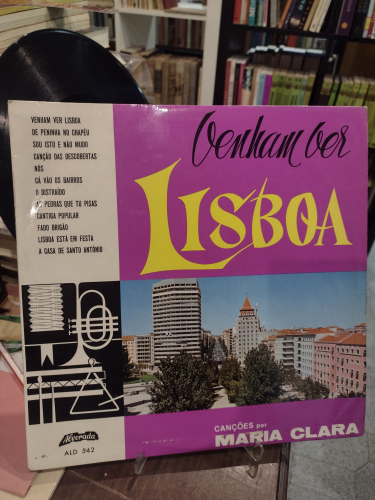 VENHAM VER LISBOA
DE PENINHA NO CHAPÉU
SOU ISTO E NÃO MUDO
CANÇÃO DAS DESCOBERTAS
NÓS
CÁ VÃO OS BAIRROS
O DISTRAÍDO
AS PEDRAS QUE TU PISAS
CANTIGA POPULAR
FADO BRIGÃO
LISBOA ESTÁ EM FESTA
A CASA DE SANTO ANTÓNIO
Venham ver
LISBOA
CANÇÕES por
MARIA CLARA
Alvorada
ALD 542